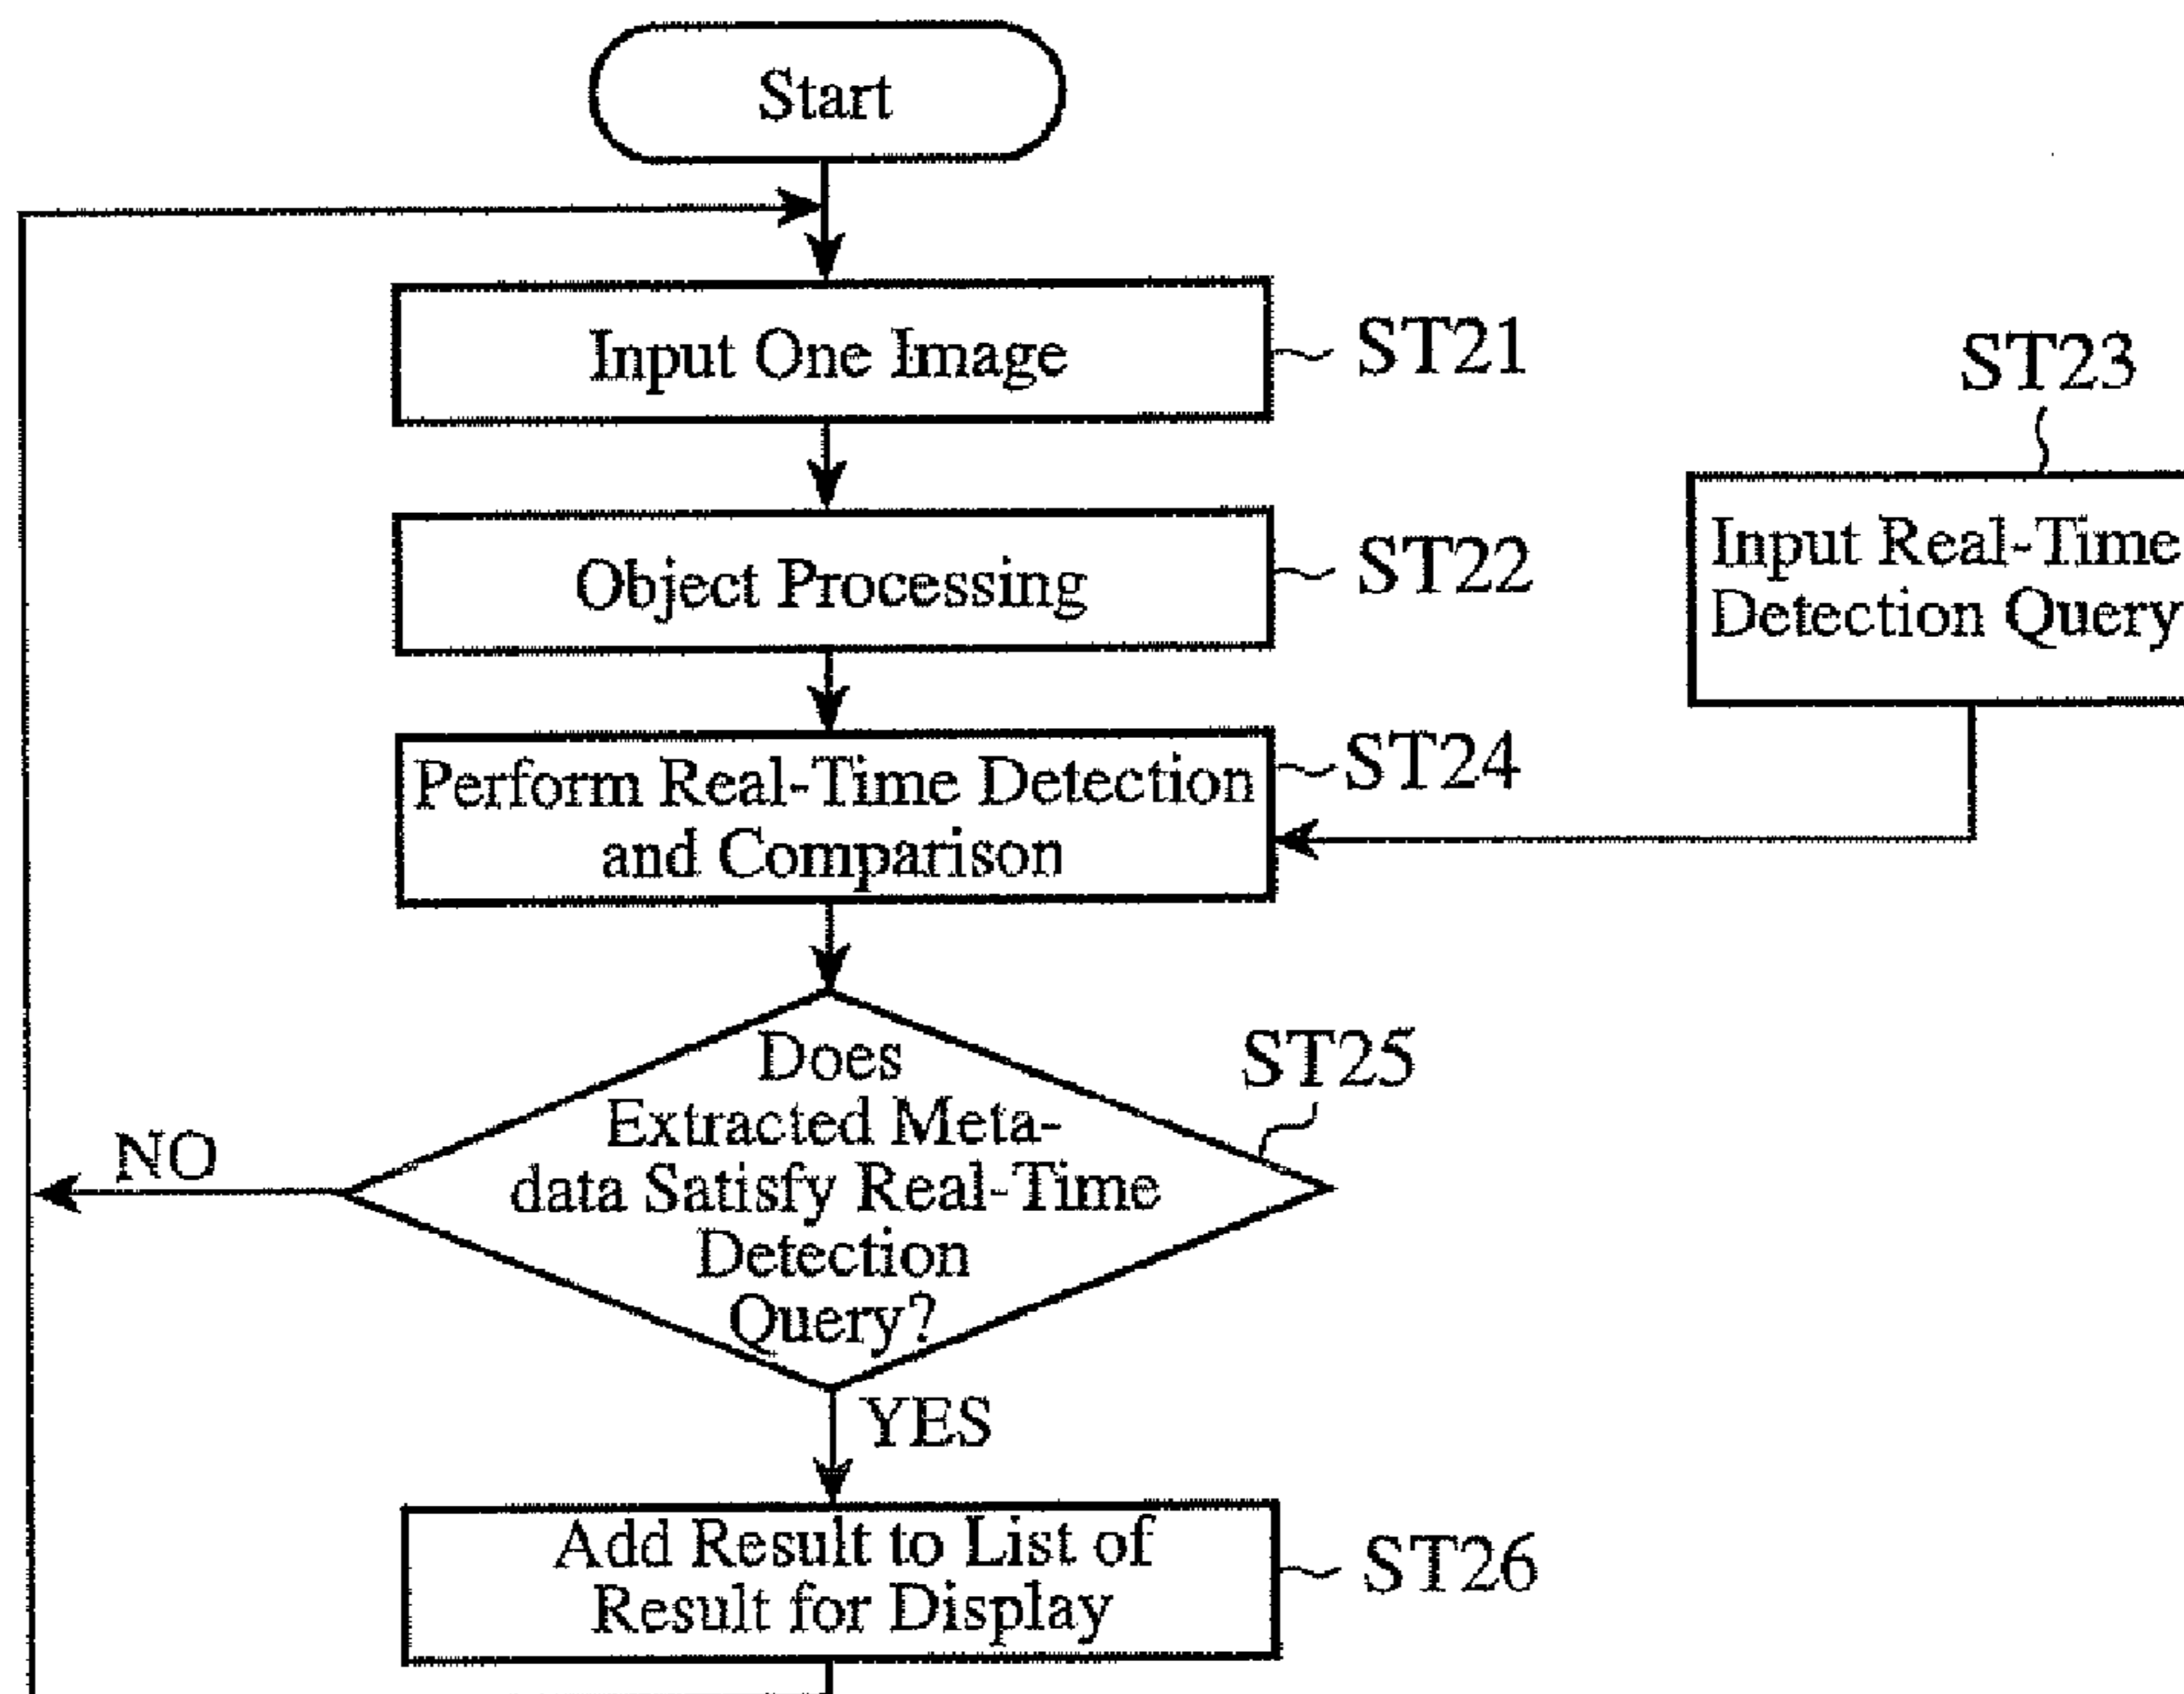 Start
Input One Image
ST21
ST23
Input Real-Time
Detection Query
Object Processing
ST22
Perform Real-Time Detection
and Comparison
ST24
Does
Extracted Meta-
data Satisfy Real-Time
Detection
Query?
ST25
NO
YES
Add Result to List of
Result for Display
ST26